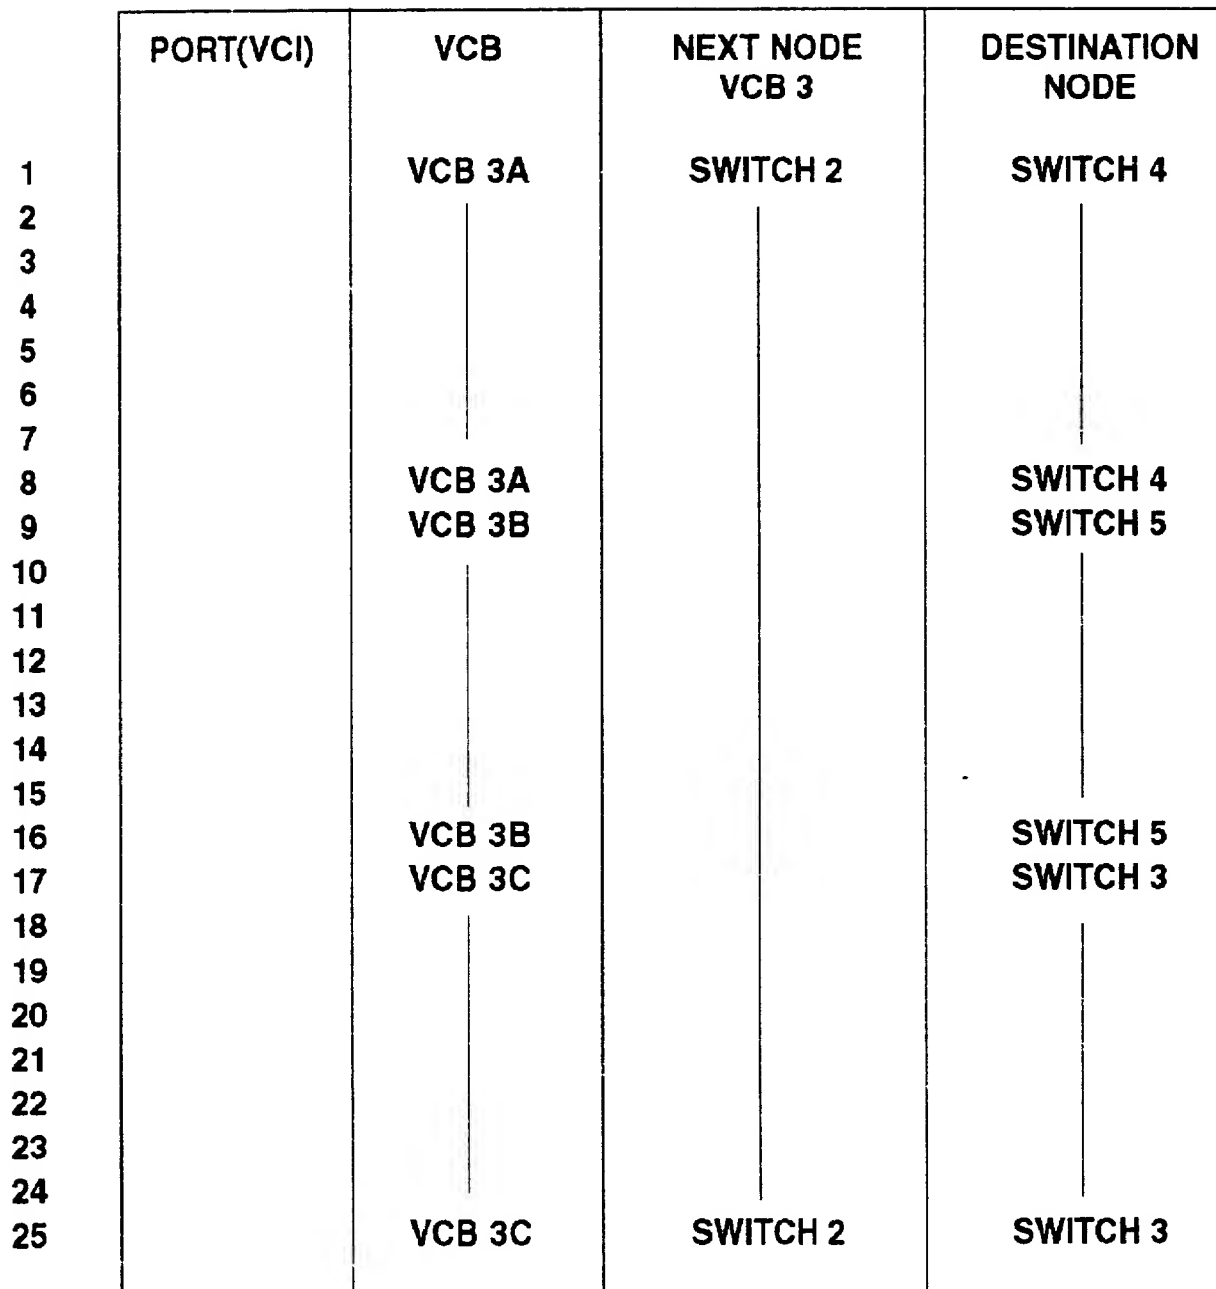 PORT(VCI) VCB NEXT NODE VCB 3 DESTINATION NODE
1 VCB 3A SWITCH 2 SWITCH 4
2
3
4
5
6
7
8 VCB 3A SWITCH 4
9 VCB 3B SWITCH 5
10
11
12
13
14
15
16 VCB 3B SWITCH 5
17 VCB 3C SWITCH 3
18
19
20
21
22
23
24
25 VCB 3C SWITCH 2 SWITCH 3